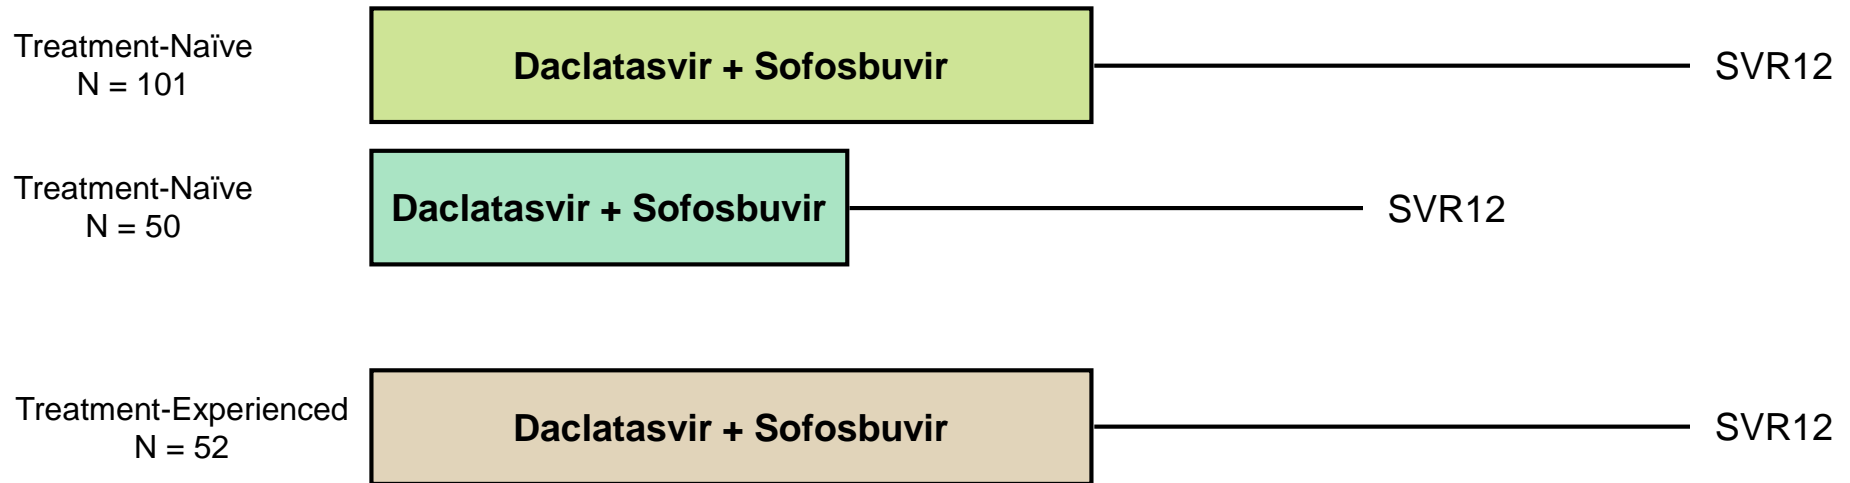 Treatment-Naïve
N = 101
Daclatasvir + Sofosbuvir
SVR12
Treatment-Naïve
N = 50
Daclatasvir + Sofosbuvir
SVR12
Treatment-Experienced
N = 52
Daclatasvir + Sofosbuvir
SVR12